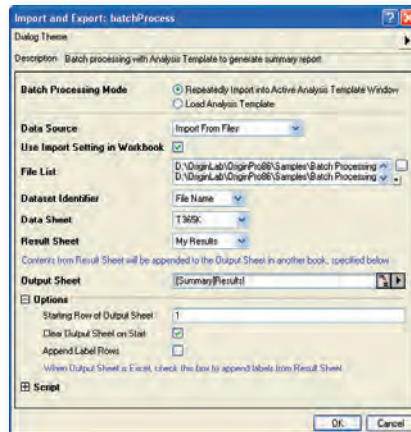 Import and Export: batchProcess
Dialog Theme
Description Batch processing with Analysis Template to generate summary report
Batch Processing Mode
Repeatedly Import into Active Analysis Template Window
Load Analysis Template
Data Source Import From Files
Use Import Setting in Workbook
File List D:\OriginLab\OriginPro86\Samples\Batch Processing
D:\OriginLab\OriginPro86\Samples\Batch Processing
Dataset Identifier File Name
Data Sheet T365K
Result Sheet My Results
Contents from Result Sheet will be appended to the Output Sheet in another book, specified below
Output Sheet [Summary]Results!
Options
Starting Row of Output Sheet 1
Clear Output Sheet on Start
Append Label Rows
When Output Sheet is Excel, check this box to append labels from Result Sheet
Script
OK Cancel